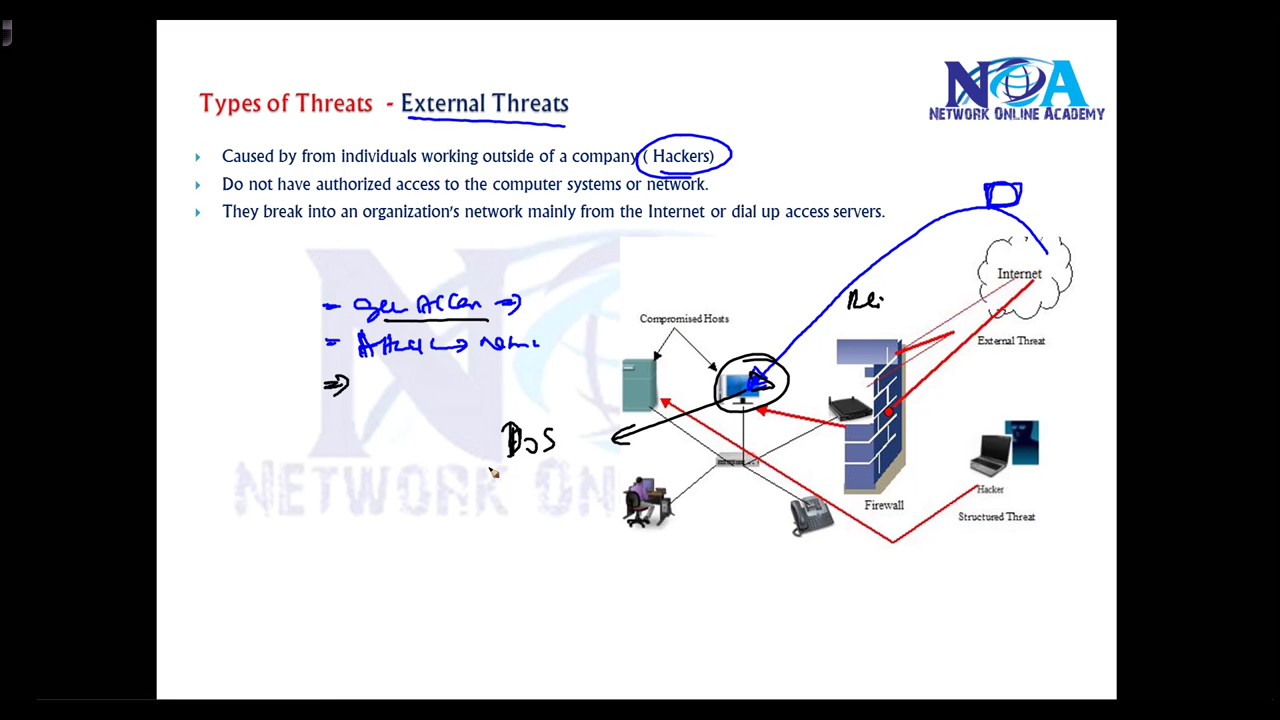 NOA
NETWORK ONLINE ACADEMY
Types of Threats - External Threats
Caused by from individuals working outside of a company ( Hackers)
Do not have authorized access to the computer systems or network.
They break into an organization's network mainly from the Internet or dial up access servers.
Internet
Compromised Hosts
External Threat
DoS
Hacker
Firewall
Structured Threat
NETWORK ON